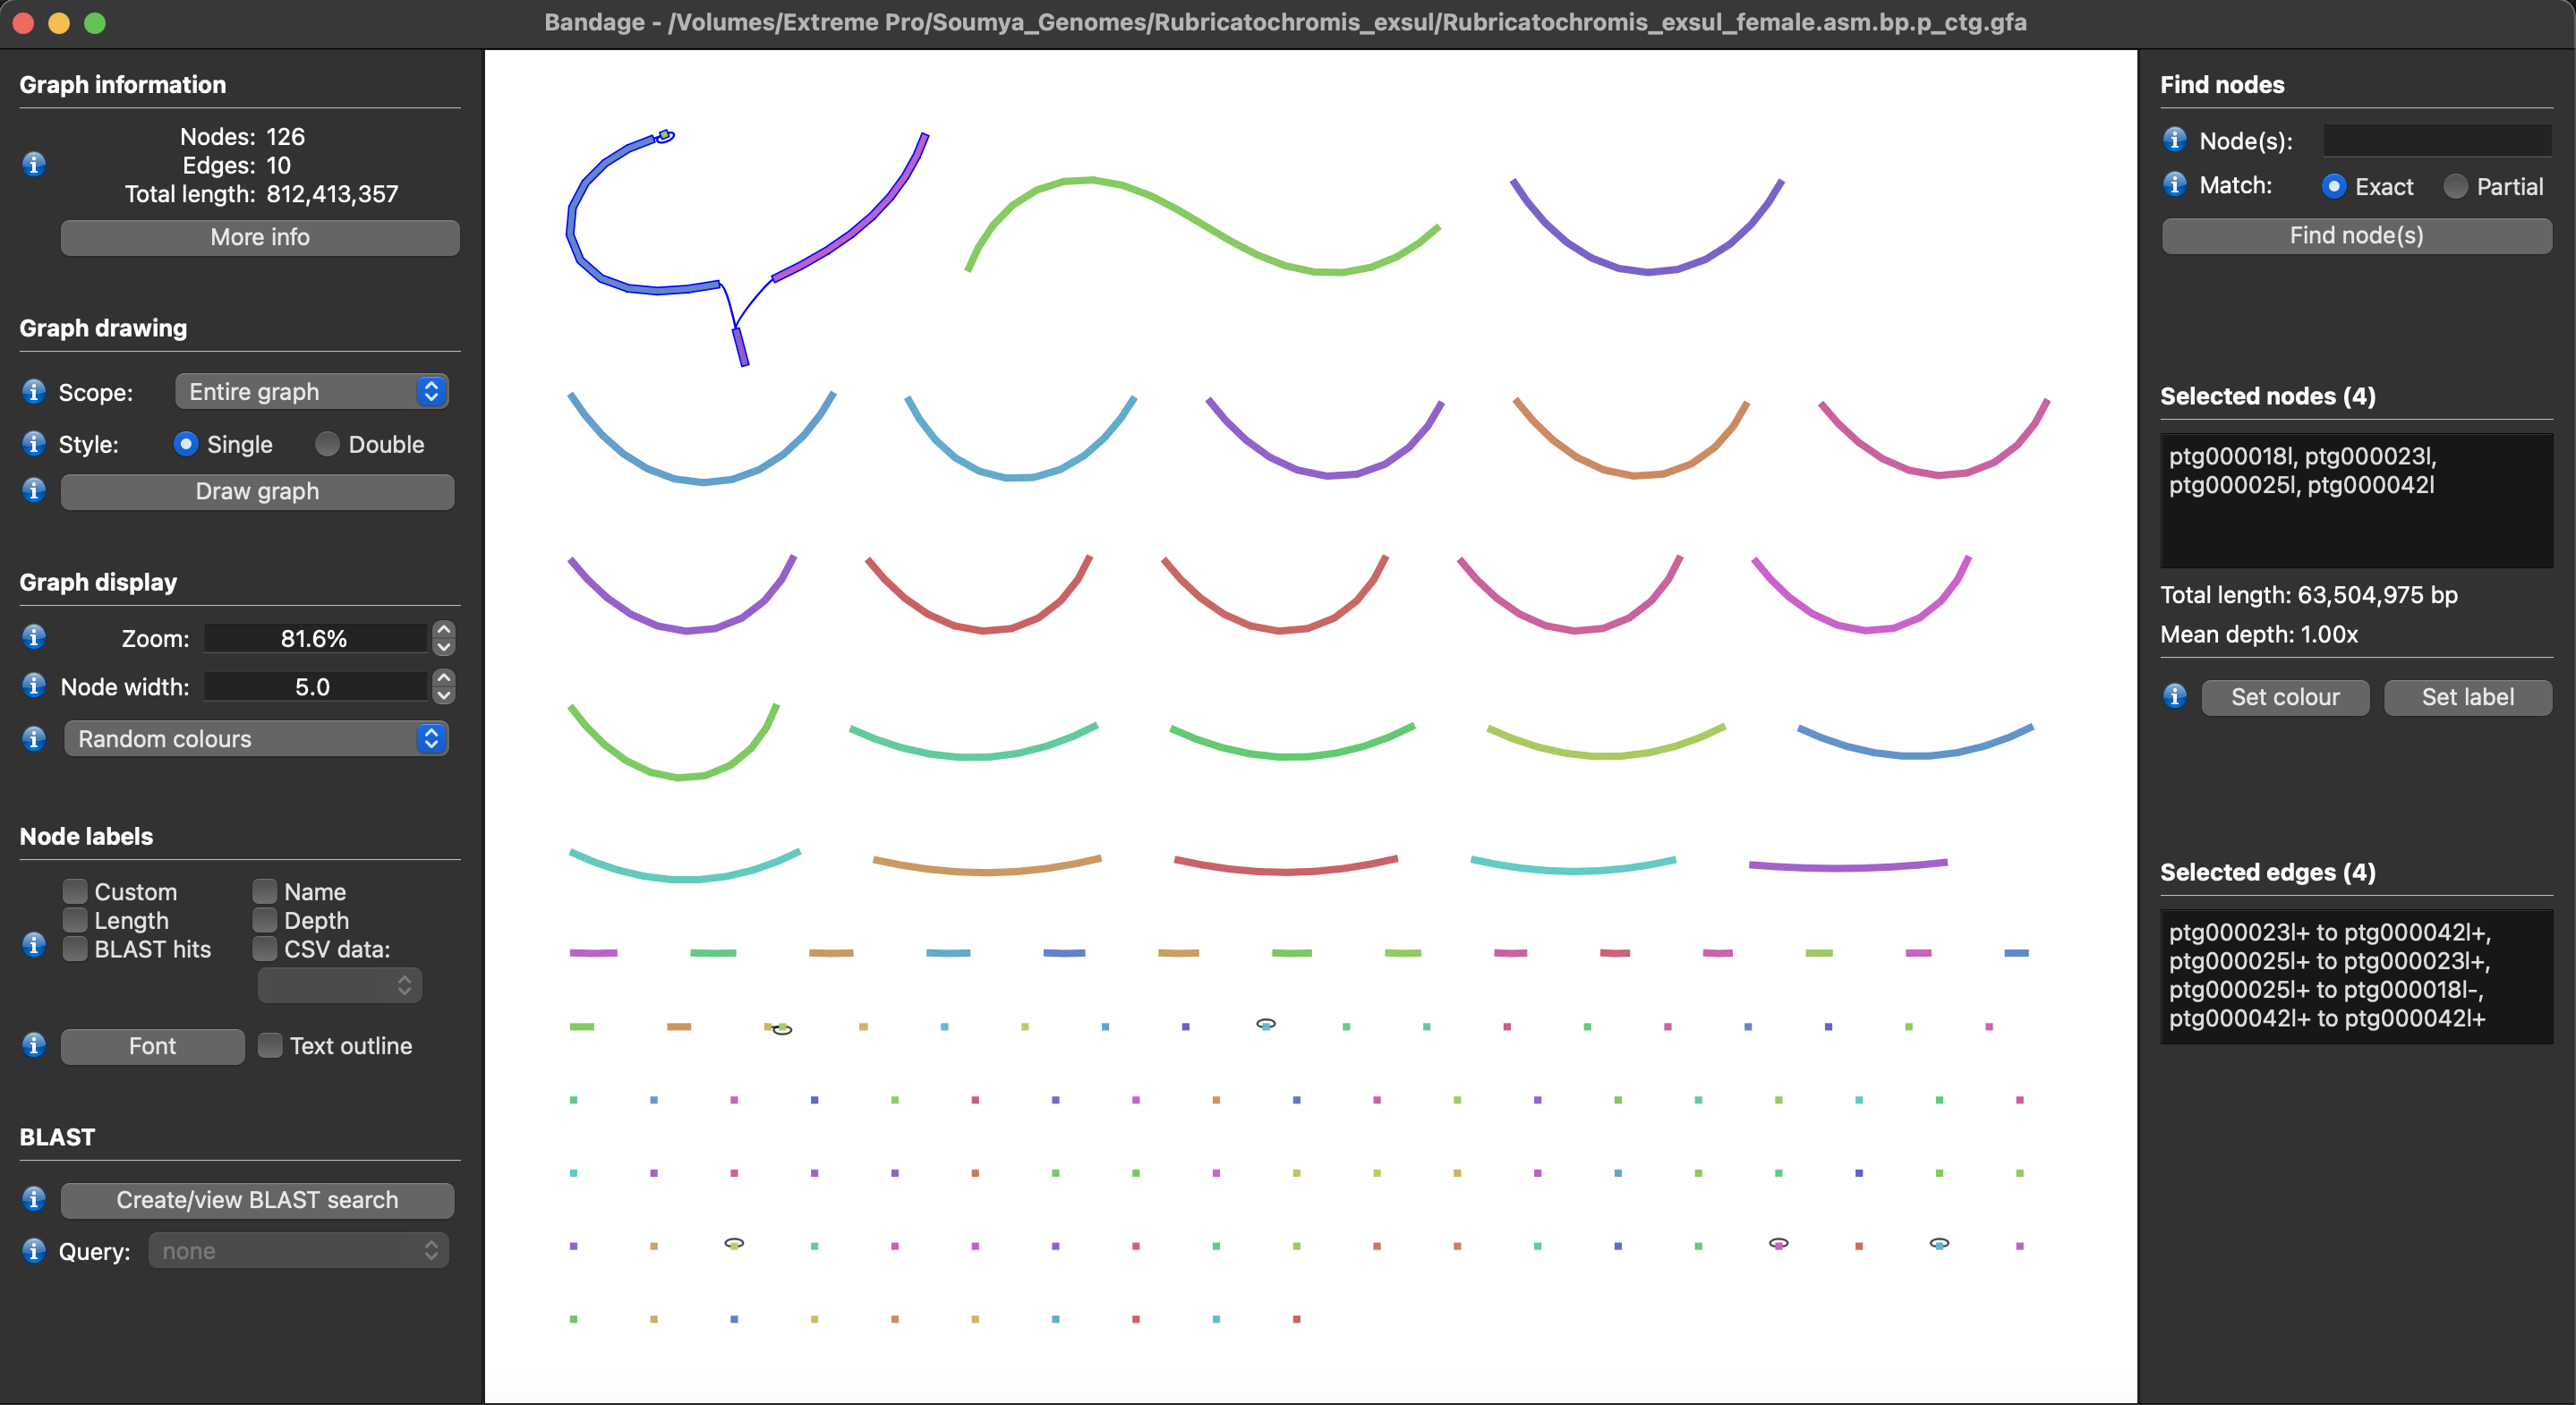 Bandage - /Volumes/Extreme Pro/Soumya_Genomes/Rubricatochromis_exsul/Rubricatochromis_exsul_female.asm.bp.p_ctg.gfa
Graph information
Nodes: 126
Edges: 10
Total length: 812,413,357
More info
Graph drawing
Scope: Entire graph
Style: Single Double
Draw graph
Graph display
Zoom: 81.6%
Node width: 5.0
Random colours
Node labels
Custom Name
Length Depth
BLAST hits CSV data:
Font Text outline
BLAST
Create/view BLAST search
Query: none
Find nodes
Node(s):
Match: Exact Partial
Find node(s)
Selected nodes (4)
ptg000018l, ptg000023l,
ptg000025l, ptg000042l
Total length: 63,504,975 bp
Mean depth: 1.00x
Set colour Set label
Selected edges (4)
ptg000023l+ to ptg000042l+,
ptg000025l+ to ptg000023l+,
ptg000025l+ to ptg000018l-,
ptg000042l+ to ptg000042l+